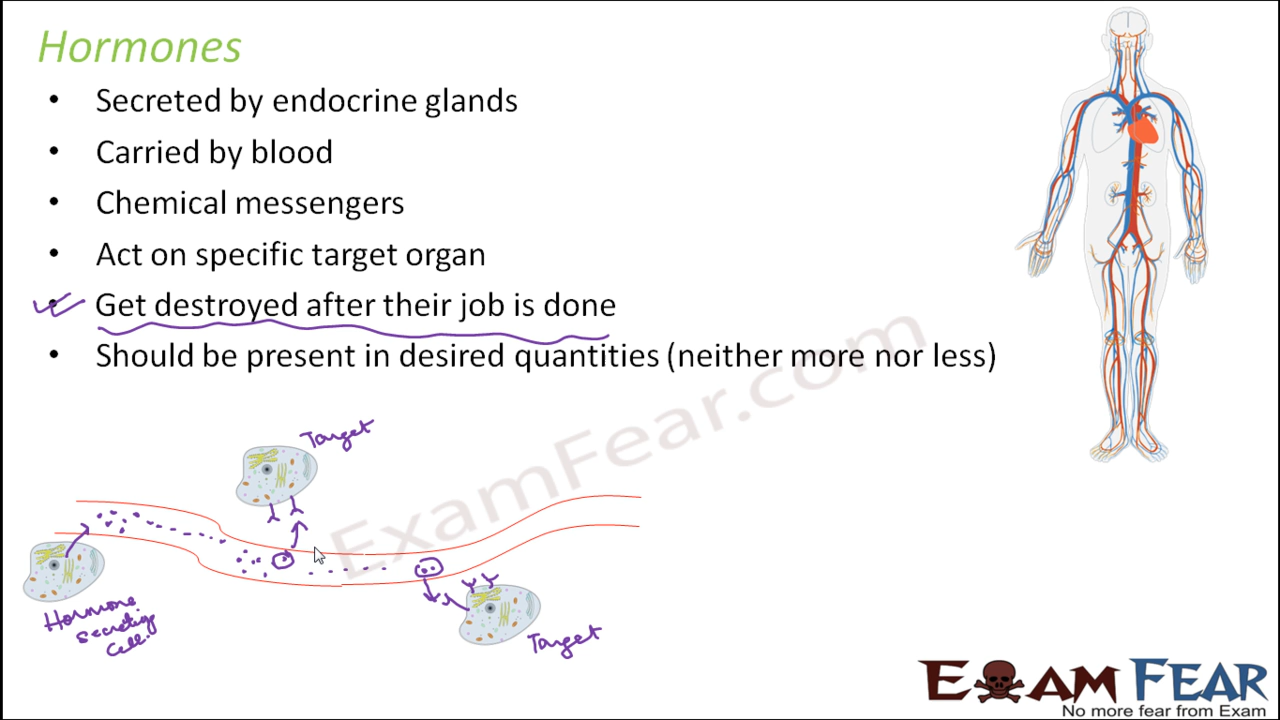 Hormones
• Secreted by endocrine glands
• Carried by blood
• Chemical messengers
• Act on specific target organ
• Get destroyed after their job is done
• Should be present in desired quantities (neither more nor less)
ExamFear.com
Target
Hormone
Secreting
Cell.
Target
EXAM FEAR
No more fear from Exam